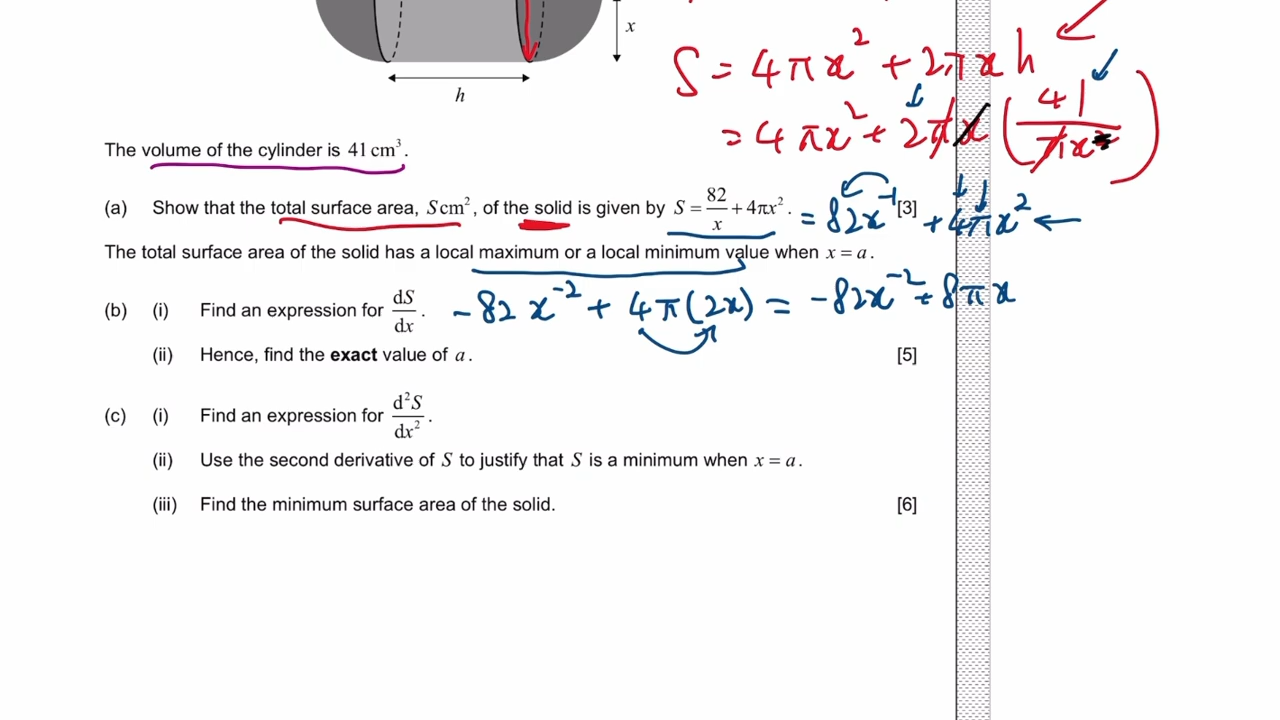 x
h
S = 4πx² + 2πxh
= 4πx² + 2πx (41/πx²)
The volume of the cylinder is 41 cm³.
(a) Show that the total surface area, S cm², of the solid is given by S = 82/x + 4πx². [3]
= 82x⁻¹ + 4πx²
The total surface area of the solid has a local maximum or a local minimum value when x = a.
(b) (i) Find an expression for dS/dx.
-82x⁻² + 4π(2x) = -82x⁻² + 8πx
(ii) Hence, find the exact value of a. [5]
(c) (i) Find an expression for d²S/dx².
(ii) Use the second derivative of S to justify that S is a minimum when x = a.
(iii) Find the minimum surface area of the solid. [6]